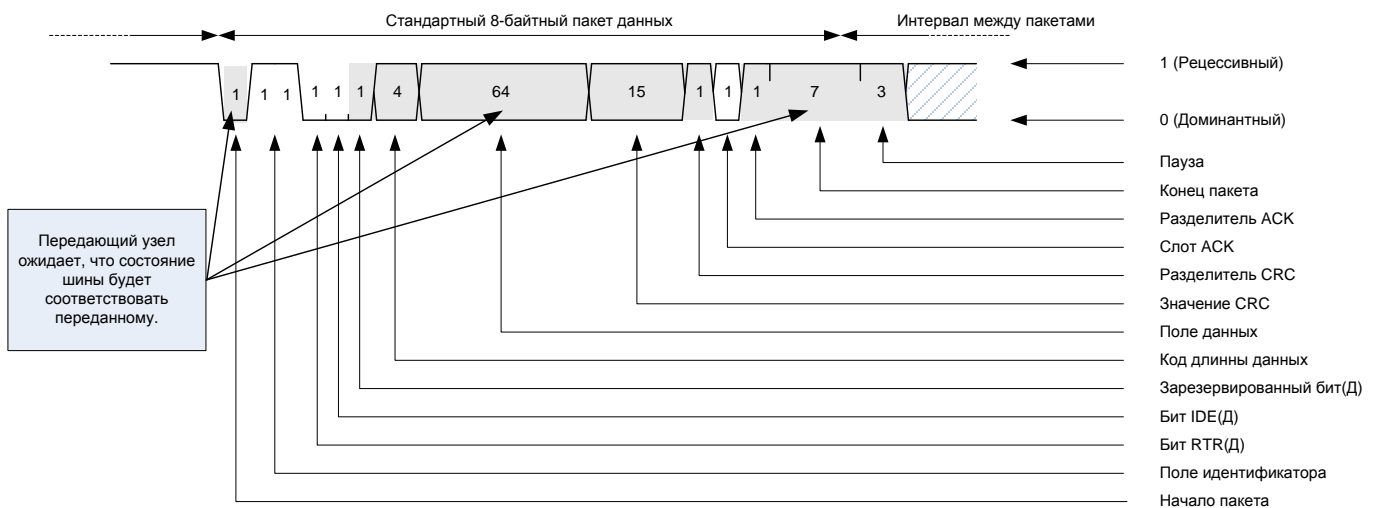 Стандартный 8-байтный пакет данных
Интервал между пакетами
1 (Рецессивный)
1 1 1 1 1 1 4 64 15 1 1 1 7 3
0 (Доминантный)
Пауза
Конец пакета
Разделитель ACK
Слот ACK
Разделитель CRC
Значение CRC
Поле данных
Код длинны данных
Зарезервированный бит(Д)
Бит IDE(Д)
Бит RTR(Д)
Поле идентификатора
Начало пакета
Передающий узел
ожидает, что состояние
шины будет
соответствовать
переданному.